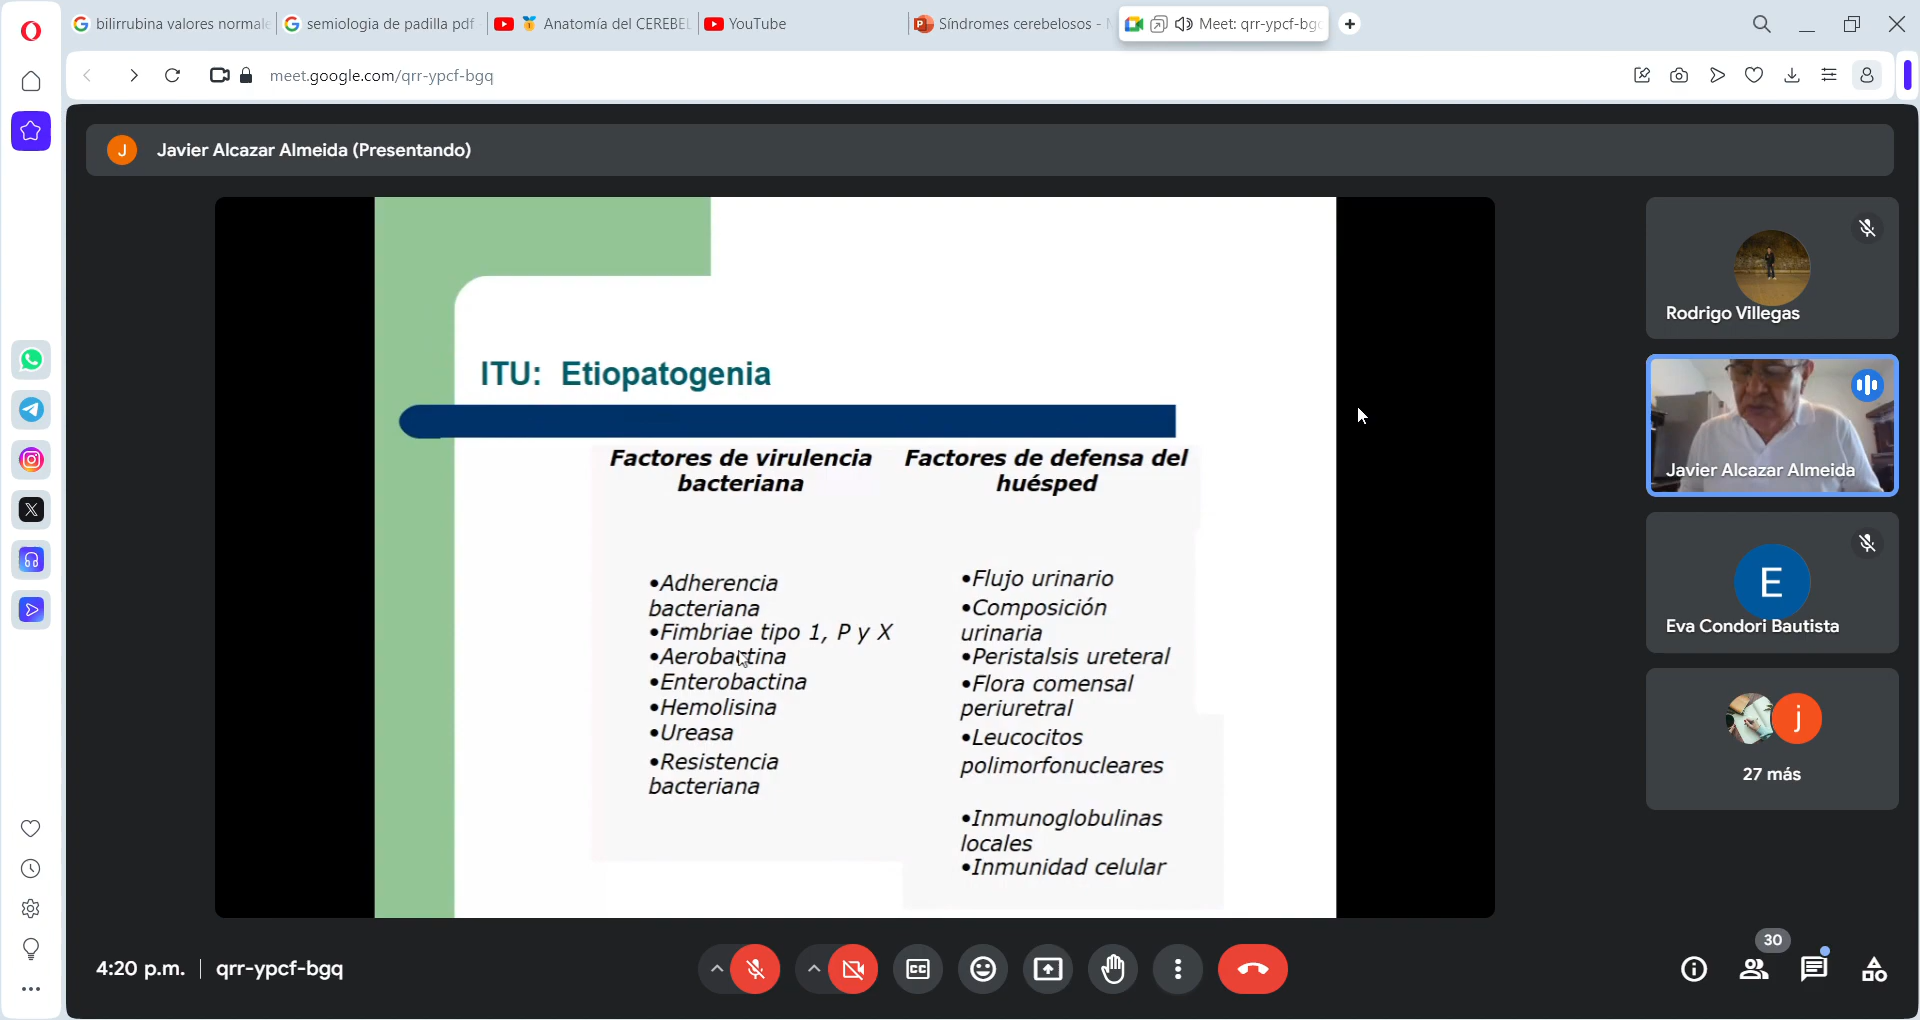 bilirrubina valores normale
semiologia de padilla pdf
Anatomía del CEREBEL
YouTube
Síndromes cerebelosos -
Meet: qrr-ypcf-bgq
meet.google.com/qrr-ypcf-bgq
J
Javier Alcazar Almeida (Presentando)
ITU: Etiopatogenia
Factores de virulencia
bacteriana
•Adherencia
bacteriana
•Fimbriae tipo 1, P y X
•Aerobactina
•Enterobactina
•Hemolisina
•Ureasa
•Resistencia
bacteriana
Factores de defensa del
huésped
•Flujo urinario
•Composición
urinaria
•Peristalsis ureteral
•Flora comensal
periuretral
•Leucocitos
polimorfonucleares
•Inmunoglobulinas
locales
•Inmunidad celular
Rodrigo Villegas
Javier Alcazar Almeida
E
Eva Condori Bautista
j
27 más
4:20 p.m.
qrr-ypcf-bgq
CC
30